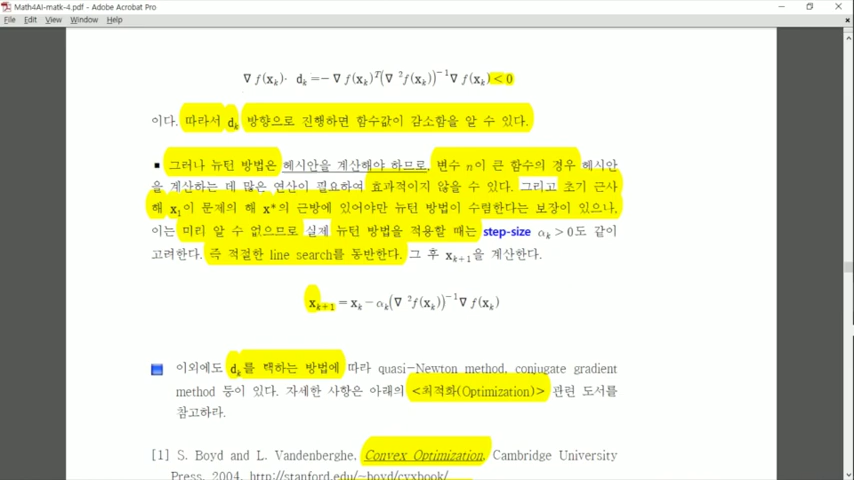 Math4AI-matk-4.pdf - Adobe Acrobat Pro
File Edit View Window Help
∇ f(x_k)· d_k = − ∇ f(x_k)^T(∇ ²f(x_k))^{−1}∇ f(x_k) < 0
이다. 따라서 d_k 방향으로 진행하면 함수값이 감소함을 알 수 있다.
▪ 그러나 뉴턴 방법은 헤시안을 계산해야 하므로, 변수 n이 큰 함수의 경우 헤시안
을 계산하는 데 많은 연산이 필요하여 효과적이지 않을 수 있다. 그리고 초기 근사
해 x_1이 문제의 해 x*의 근방에 있어야만 뉴턴 방법이 수렴한다는 보장이 있으나,
이는 미리 알 수 없으므로 실제 뉴턴 방법을 적용할 때는 step-size α_k > 0도 같이
고려한다. 즉 적절한 line search를 동반한다. 그 후 x_{k+1}을 계산한다.
x_{k+1} = x_k − α_k(∇ ²f(x_k))^{−1}∇ f(x_k)
이외에도 d_k를 택하는 방법에 따라 quasi-Newton method, conjugate gradient
method 등이 있다. 자세한 사항은 아래의 <최적화(Optimization)> 관련 도서를
참고하라.
[1] S. Boyd and L. Vandenberghe, Convex Optimization, Cambridge University
Press, 2004. http://stanford.edu/~boyd/cvxbook/